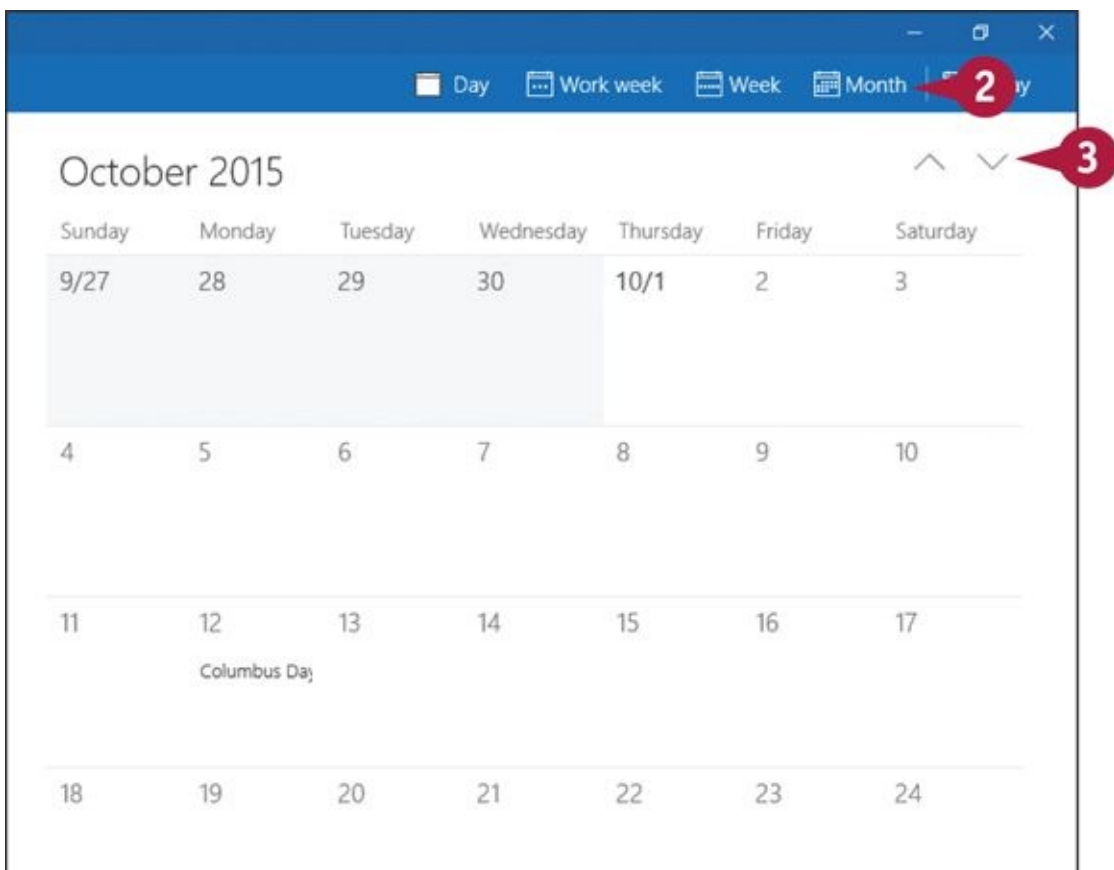 Day Work week Week Month 2
October 2015 3
Sunday Monday Tuesday Wednesday Thursday Friday Saturday
9/27 28 29 30 10/1 2 3
4 5 6 7 8 9 10
11 12 13 14 15 16 17
Columbus Day
18 19 20 21 22 23 24